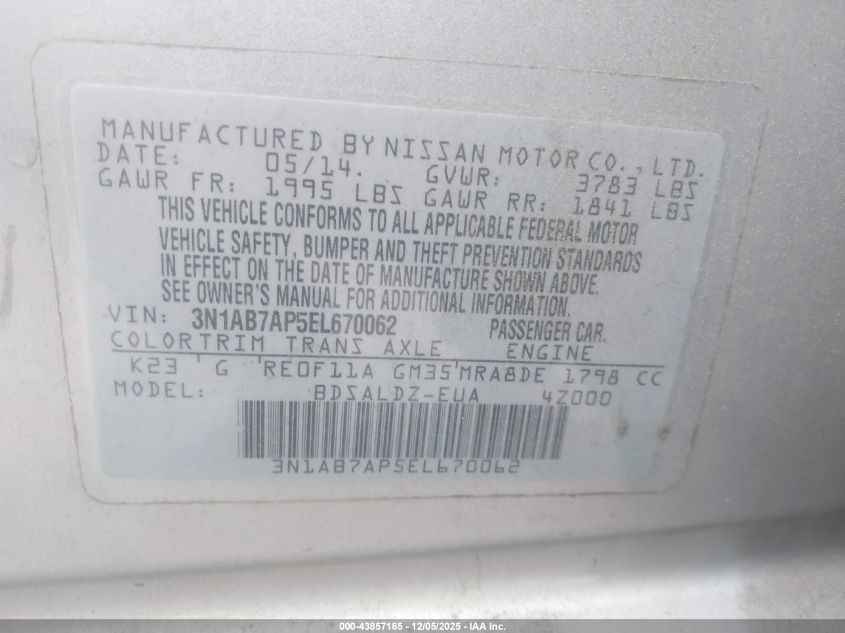 MANUFACTURED BY NISSAN MOTOR CO., LTD.
DATE: 05/14. GVWR: 3783 LBS
GAWR FR: 1995 LBS GAWR RR: 1841 LBS
THIS VEHICLE CONFORMS TO ALL APPLICABLE FEDERAL MOTOR
VEHICLE SAFETY, BUMPER AND THEFT PREVENTION STANDARDS
IN EFFECT ON THE DATE OF MANUFACTURE SHOWN ABOVE.
SEE OWNER'S MANUAL FOR ADDITIONAL INFORMATION.
VIN: 3N1AB7AP5EL670062 PASSENGER CAR.
COLOR TRIM TRANS AXLE ENGINE
K23 'G 'RE0F11A GM35'MRA8DE 1798 CC
MODEL: BDSALDZ-EUA 4Z000
3N1AB7AP5EL670062
000-43857165 - 12/05/2025 - IAA Inc.